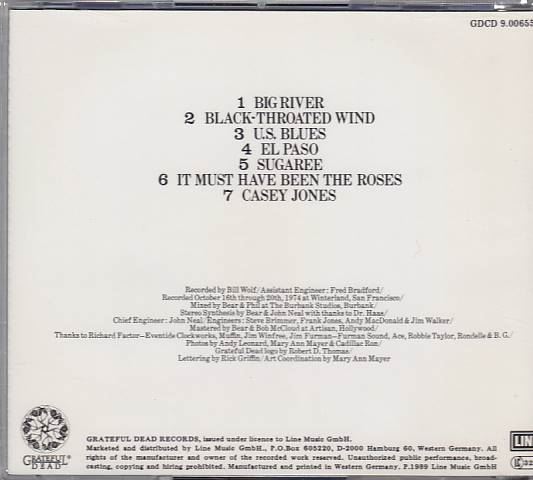 GDCD 9.00655
1 BIG RIVER
2 BLACK-THROATED WIND
3 U.S. BLUES
4 EL PASO
5 SUGAREE
6 IT MUST HAVE BEEN THE ROSES
7 CASEY JONES
Recorded by Bill Wolf/Assistant Engineer: Fred Bradford/
Recorded October 16th through 20th, 1974 at Winterland, San Francisco/
Mixed by Bear & Phil at The Burbank Studios, Burbank/
Stereo Synthesis by Bear & John Neal with thanks to Dr. Haas/
Chief Engineer: John Neal/Engineers: Steve Brimmer, Frank Jones, Andy MacDonald & Jim Walker/
Mastered by Bear & Bob McCloud at Artisan, Hollywood/
Thanks to Richard Factor–Eventide Clockworks, Muffin, Jim Winfree, Jim Furman–Furman Sound, Ace, Robbie Taylor, Rondelle & B. G./
Photos by Andy Leonard, Mary Ann Mayer & Cadillac Ron/
Grateful Dead logo by Robert D. Thomas/
Lettering by Rick Griffin/Art Coordination by Mary Ann Mayer
GRATEFUL DEAD
GRATEFUL DEAD RECORDS, issued under licence to Line Music GmbH.
Marketed and distributed by Line Music GmbH., P.O.Box 605220, D-2000 Hamburg 60, Western Germany. All
rights of the manufacturer and owner of the recorded work reserved. Unauthorized public performance, broad-
casting, copying and hiring prohibited. Manufactured and printed in Western Germany. P.1989 Line Music GmbH
LINE